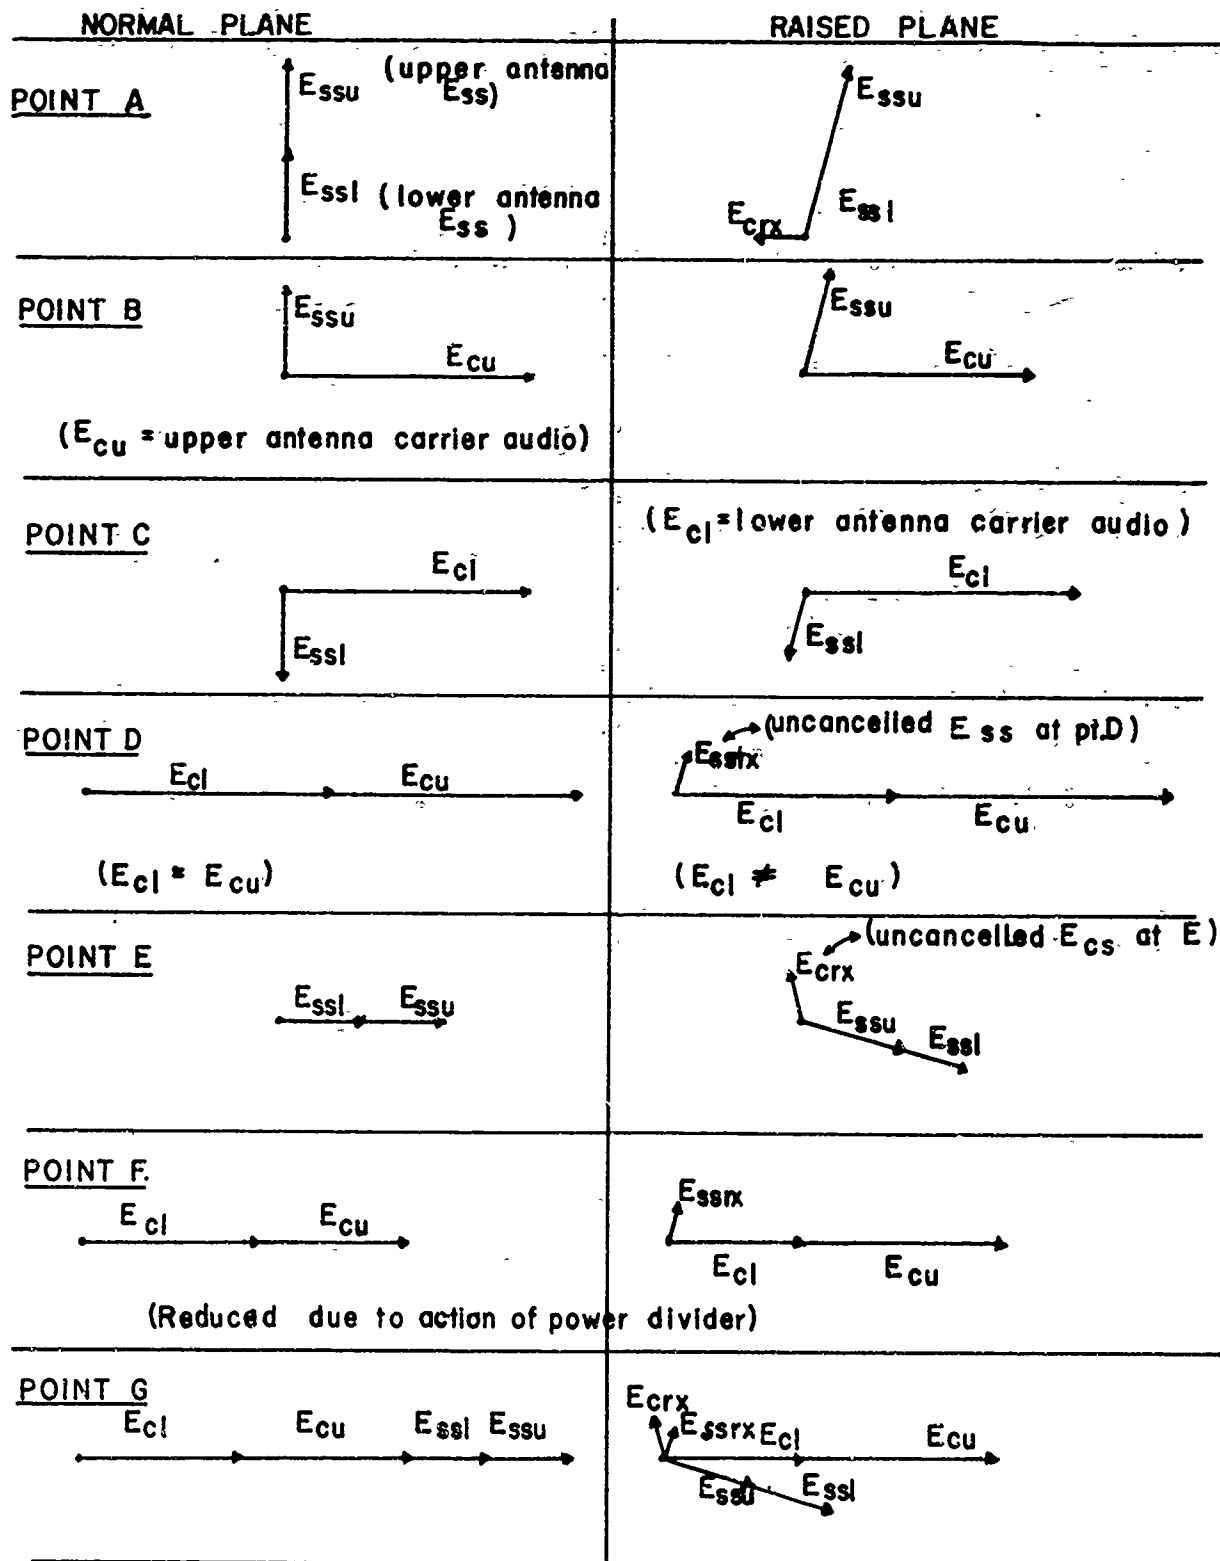 NORMAL PLANE
RAISED PLANE
POINT A
Essu (upper antenna
Ess)
Essl (lower antenna
Ess )
Essu
Essl
Ecrx
POINT B
Essu
Ecu
(Ecu = upper antenna carrier audio)
Essu
Ecu
POINT C
Ecl
Essl
(Ecl = lower antenna carrier audio)
Ecl
Essl
POINT D
Ecl Ecu
(Ecl = Ecu)
(uncancelled Ess at pt.D)
Ecl
Ecu
(Ecl ≠ Ecu)
POINT E
Essl Essu
(uncancelled Ecs at E)
Ecrx
Essu
Essl
POINT F.
Ecl Ecu
Essrx
Ecl Ecu
(Reduced due to action of power divider)
POINT G
Ecl Ecu Essl Essu
Ecrx
Essrx Ecl Ecu
Essu Essl